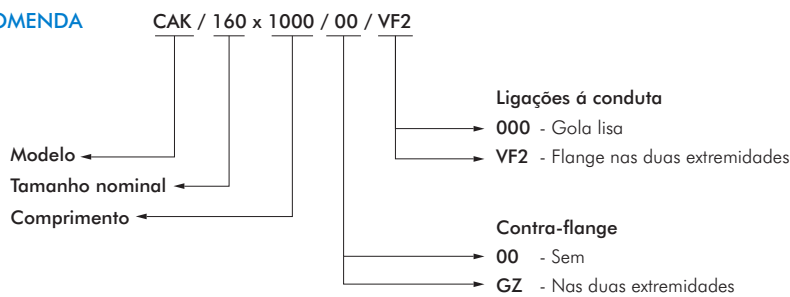 CAK / 160 x 1000 / 00 / VF2
Ligações á conduta
000 - Gola lisa
VF2 - Flange nas duas extremidades
Modelo
Tamanho nominal
Comprimento
Contra-flange
00 - Sem
GZ - Nas duas extremidades